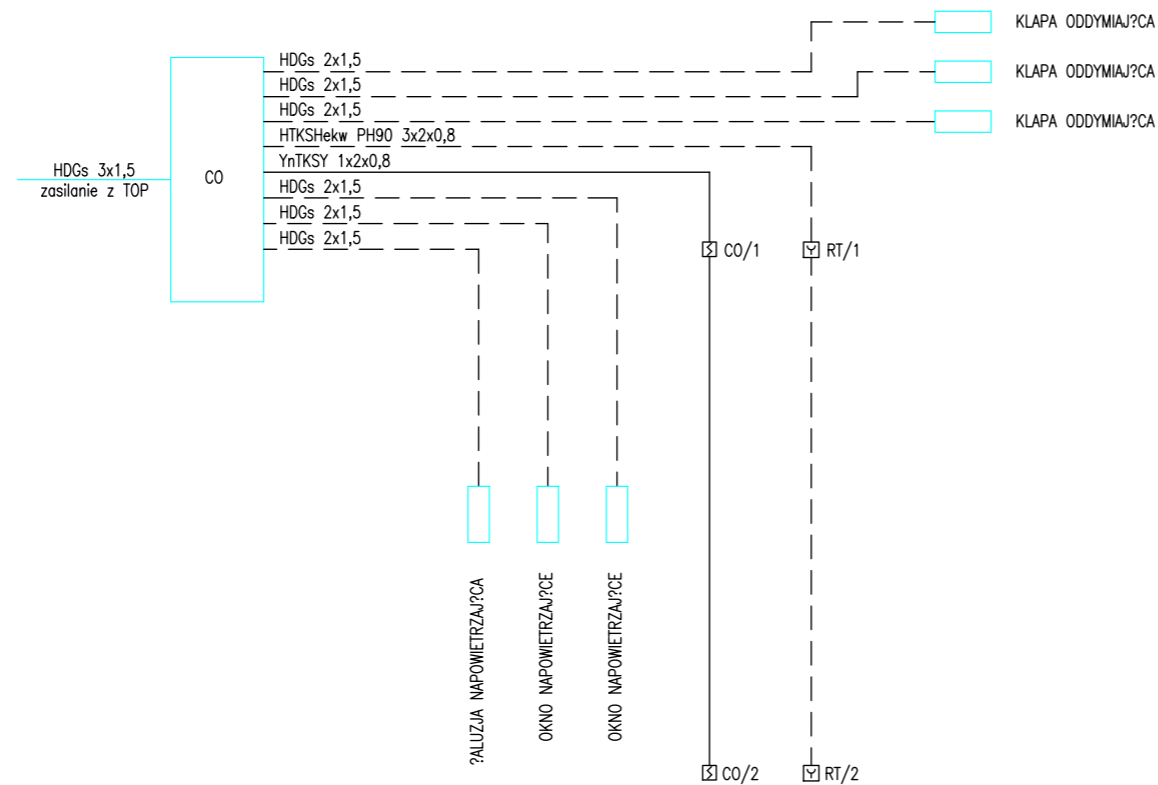 KLAPA ODDYMIAJ?CA
HDGs 2x1,5
KLAPA ODDYMIAJ?CA
HDGs 2x1,5
HDGs 2x1,5
KLAPA ODDYMIAJ?CA
HTKSHekw PH90 3x2x0,8
YnTKSY 1x2x0,8
HDGs 3x1,5
zasilanie z TOP
CO
HDGs 2x1,5
HDGs 2x1,5
HDGs 2x1,5
CO/1
RT/1
?ALUZJA NAPOWIETRZAJ?CA
OKNO NAPOWIETRZAJ?CE
OKNO NAPOWIETRZAJ?CE
CO/2
RT/2